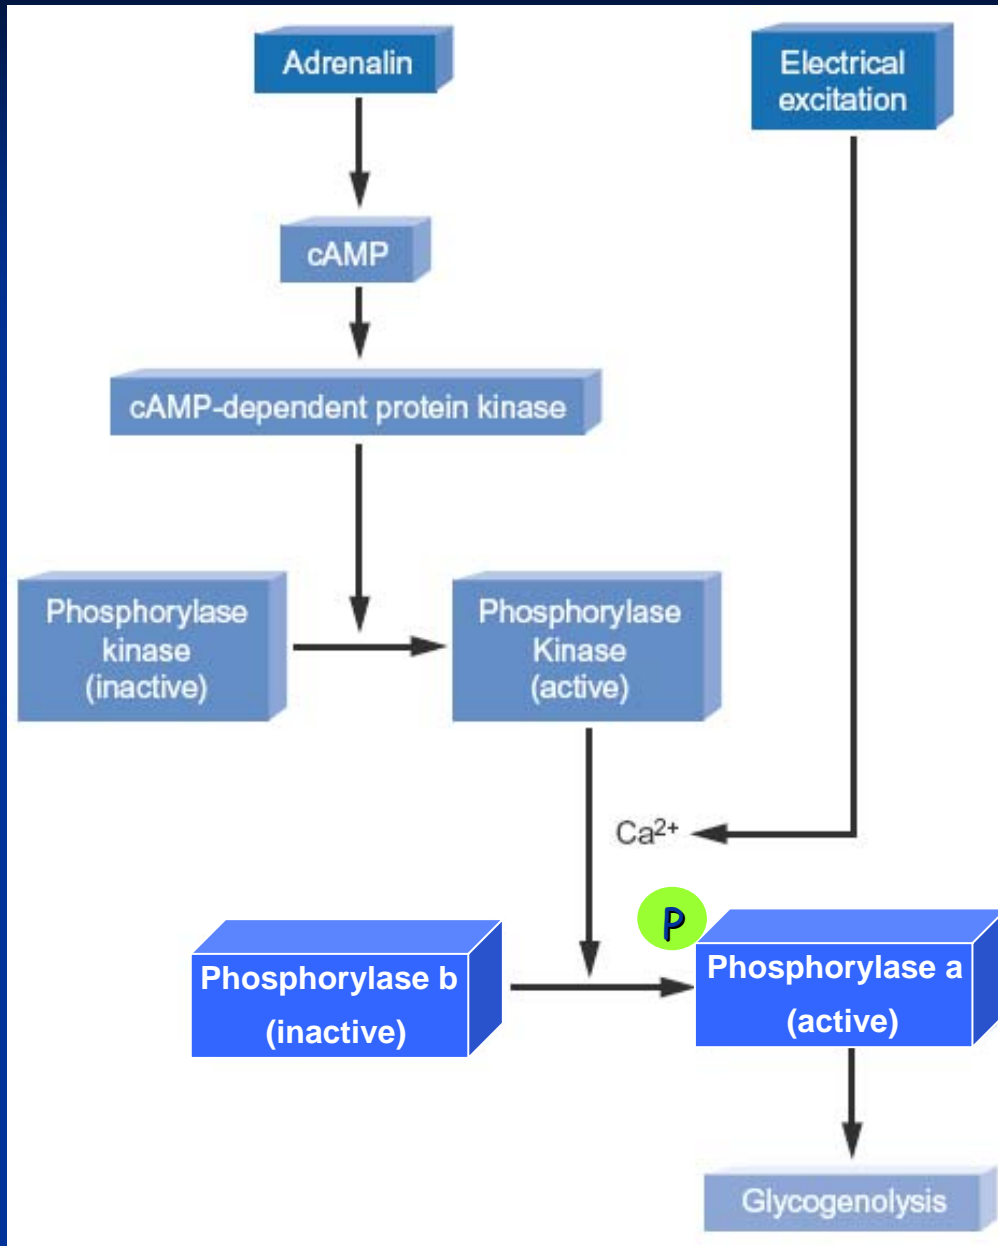 Adrenalin
Electrical
excitation
cAMP
cAMP-dependent protein kinase
Phosphorylase
kinase
(inactive)
Phosphorylase
Kinase
(active)
Ca²⁺
P
Phosphorylase b
(inactive)
Phosphorylase a
(active)
Glycogenolysis